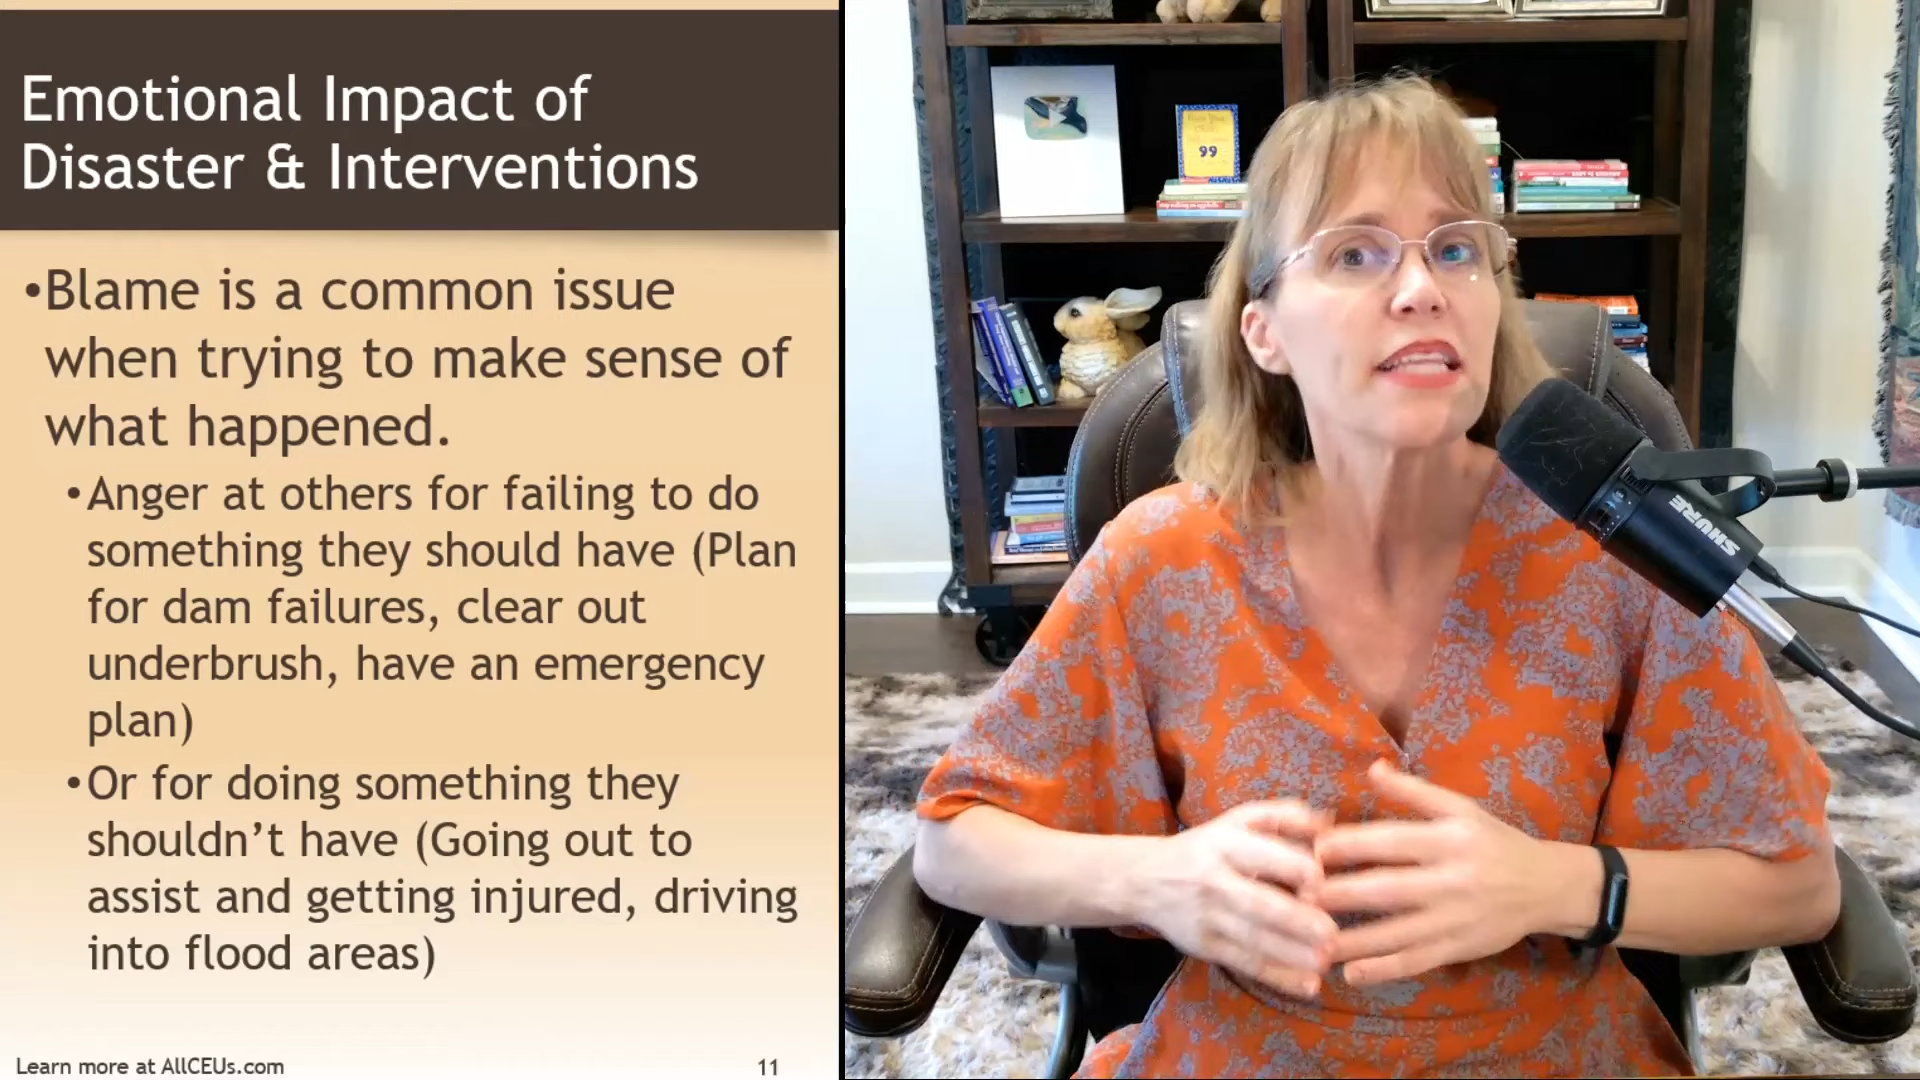 Emotional Impact of
Disaster & Interventions
•Blame is a common issue
when trying to make sense of
what happened.
•Anger at others for failing to do
something they should have (Plan
for dam failures, clear out
underbrush, have an emergency
plan)
•Or for doing something they
shouldn’t have (Going out to
assist and getting injured, driving
into flood areas)
Learn more at AllCEUs.com
11
99
SHURE